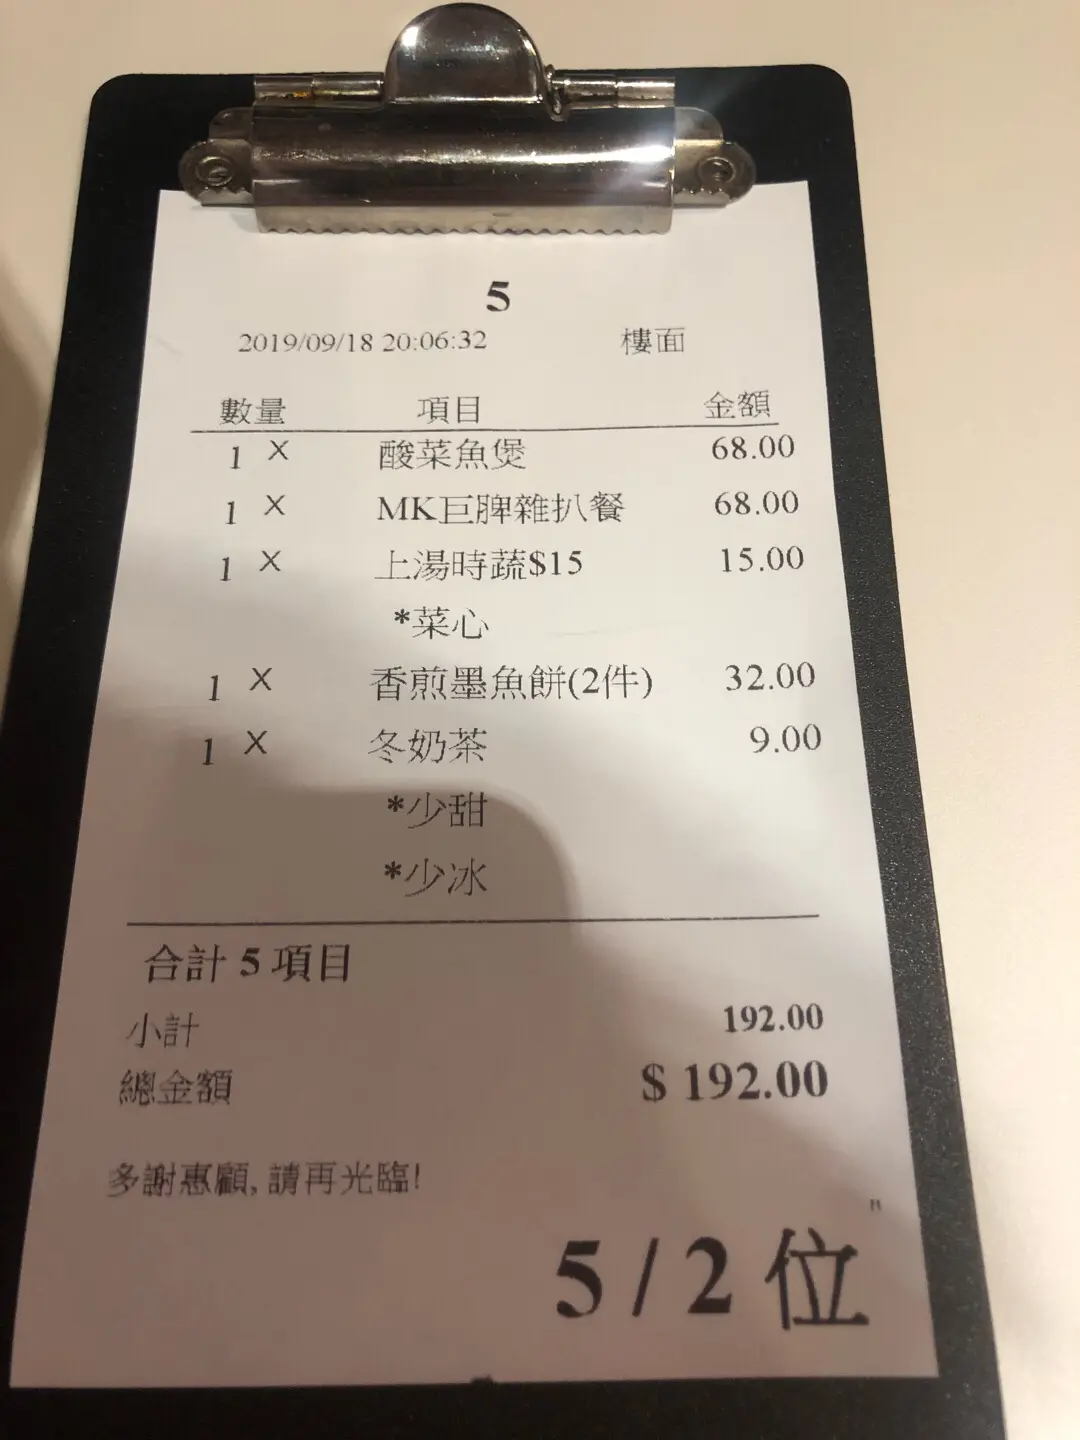 5
2019/09/18 20:06:32 樓面
數量 項目 金額
1 X 酸菜魚煲 68.00
1 X MK巨脾雜扒餐 68.00
1 X 上湯時蔬$15 15.00
*菜心
1 X 香煎墨魚餅(2件) 32.00
1 X 冬奶茶 9.00
*少甜
*少冰
合計 5 項目
小計 192.00
總金額 $ 192.00
多謝惠顧, 請再光臨!
5 / 2 位